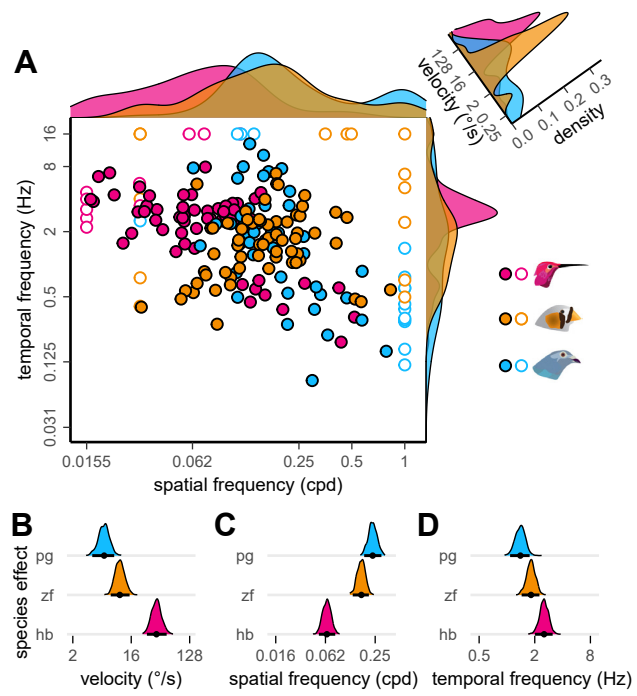 A
128 16 2 0.25
velocity (°/s)
0.0 0.1 0.2 0.3
density
16
8
2
0.5
0.125
0.031
temporal frequency (Hz)
0.0155 0.062 0.25 0.5 1
spatial frequency (cpd)
B C D
species effect
pg pg pg
zf zf zf
hb hb hb
2 16 128 0.016 0.062 0.25 0.5 2 8
velocity (°/s) spatial frequency (cpd) temporal frequency (Hz)